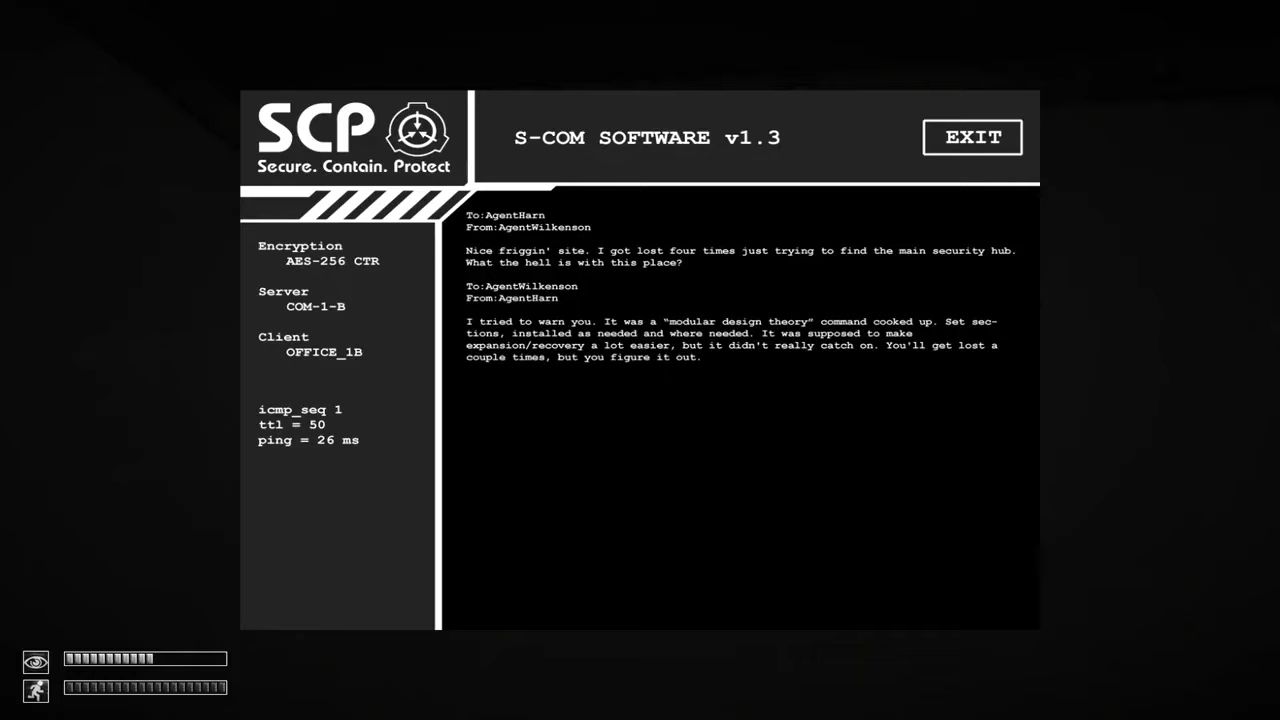 SCP
Secure. Contain. Protect
S-COM SOFTWARE v1.3
EXIT
Encryption
AES-256 CTR
Server
COM-1-B
Client
OFFICE_1B
icmp_seq 1
ttl = 50
ping = 26 ms
To:AgentHarn
From:AgentWilkenson
Nice friggin' site. I got lost four times just trying to find the main security hub.
What the hell is with this place?
To:AgentWilkenson
From:AgentHarn
I tried to warn you. It was a “modular design theory” command cooked up. Set sec-
tions, installed as needed and where needed. It was supposed to make
expansion/recovery a lot easier, but it didn't really catch on. You'll get lost a
couple times, but you figure it out.